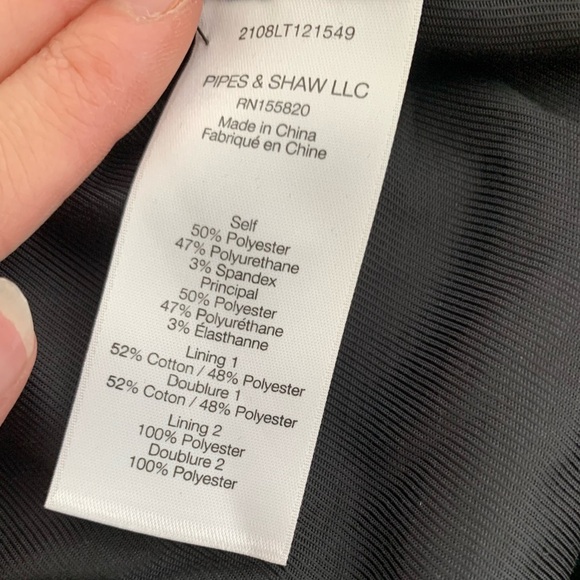 2108LT121549
PIPES & SHAW LLC
RN155820
Made in China
Fabriqué en Chine
Self
50% Polyester
47% Polyurethane
3% Spandex
Principal
50% Polyester
47% Polyuréthane
3% Élasthanne
Lining 1
52% Cotton / 48% Polyester
Doublure 1
52% Coton / 48% Polyester
Lining 2
100% Polyester
Doublure 2
100% Polyester